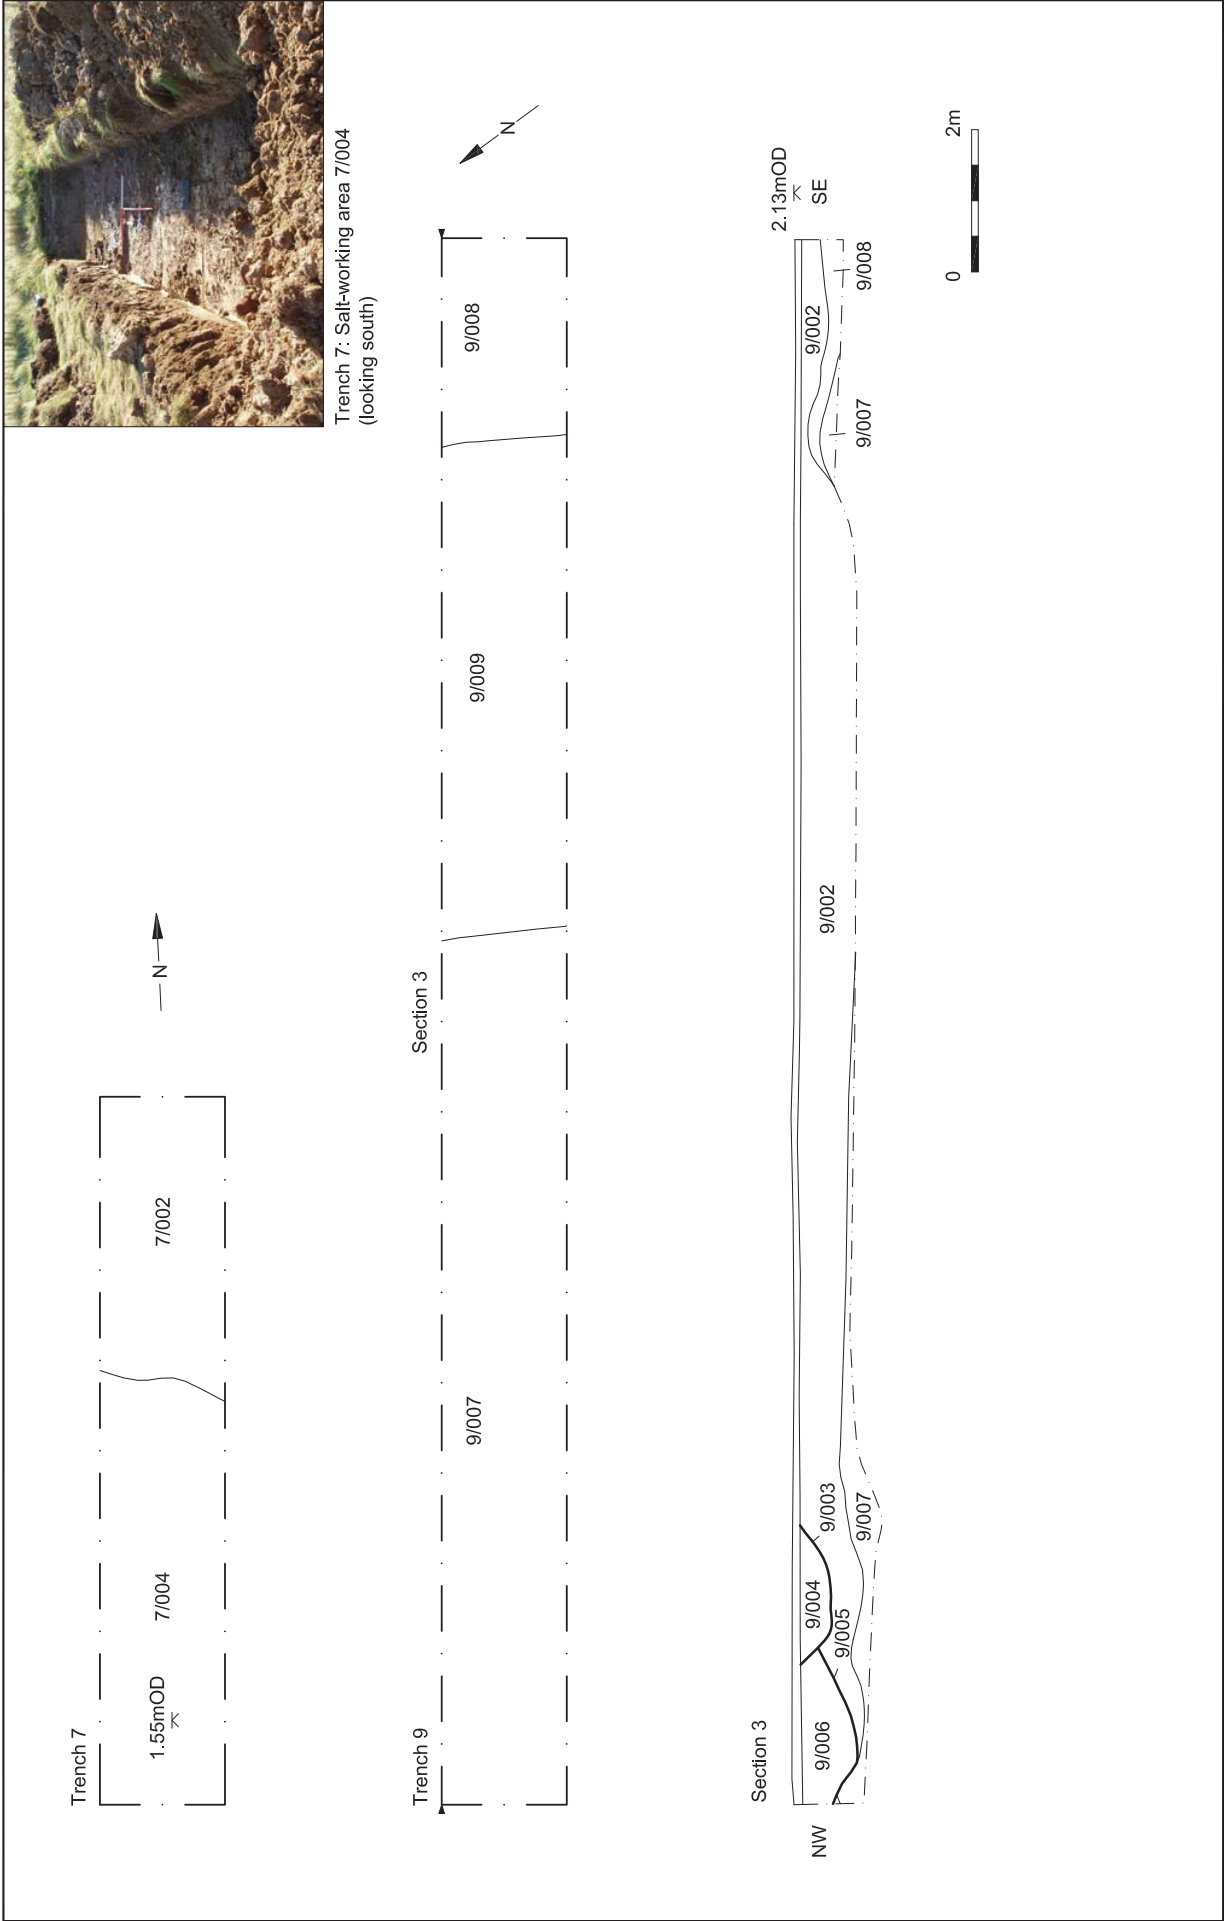 Trench 7
1.55mOD
7/004
7/002
N
Trench 7: Salt-working area 7/004
(looking south)
Trench 9
Section 3
9/007
9/009
9/008
N
Section 3
NW
9/006
9/005
9/004
9/003
9/007
9/002
9/002
9/007
9/008
2.13mOD
SE
0
2m